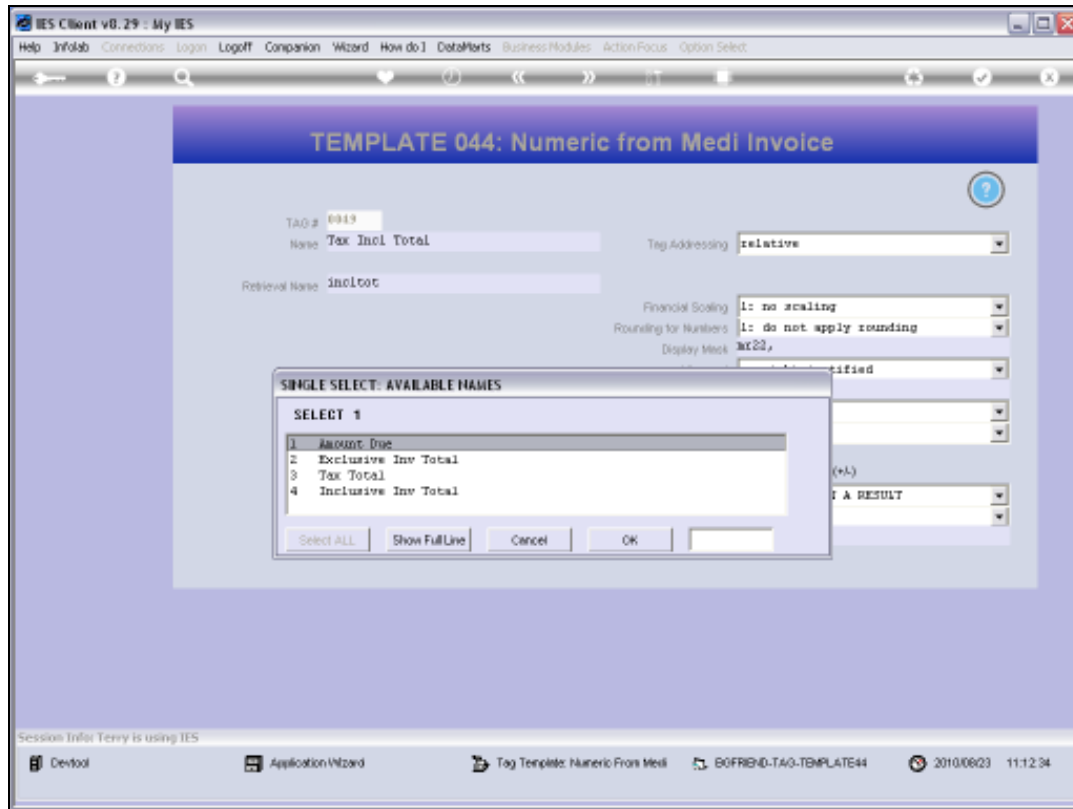 IES Client v8.29 : My IES
Help Infolab Connections Logon Logoff Companion Wizard How do I DataMarts Business Modules Action Focus Option Select
TEMPLATE 044: Numeric from Medi Invoice
TAG # 0019
Name Tax Incl Total
Tag Addressing relative
Retrieval Name incltot
Financial Scaling 1: no scaling
Rounding for Numbers 1: do not apply rounding
Display Mask mr22,
SINGLE SELECT: AVAILABLE NAMES
SELECT 1
1 Amount Due
2 Exclusive Inv Total
3 Tax Total
4 Inclusive Inv Total
(+/-)
A RESULT
Select ALL Show Full Line Cancel OK
Session Info: Terry is using IES
Devtool Application Wizard Tag Template: Numeric From Medi BGFRIEND-TAG-TEMPLATE44 2010/08/23 11:12:34